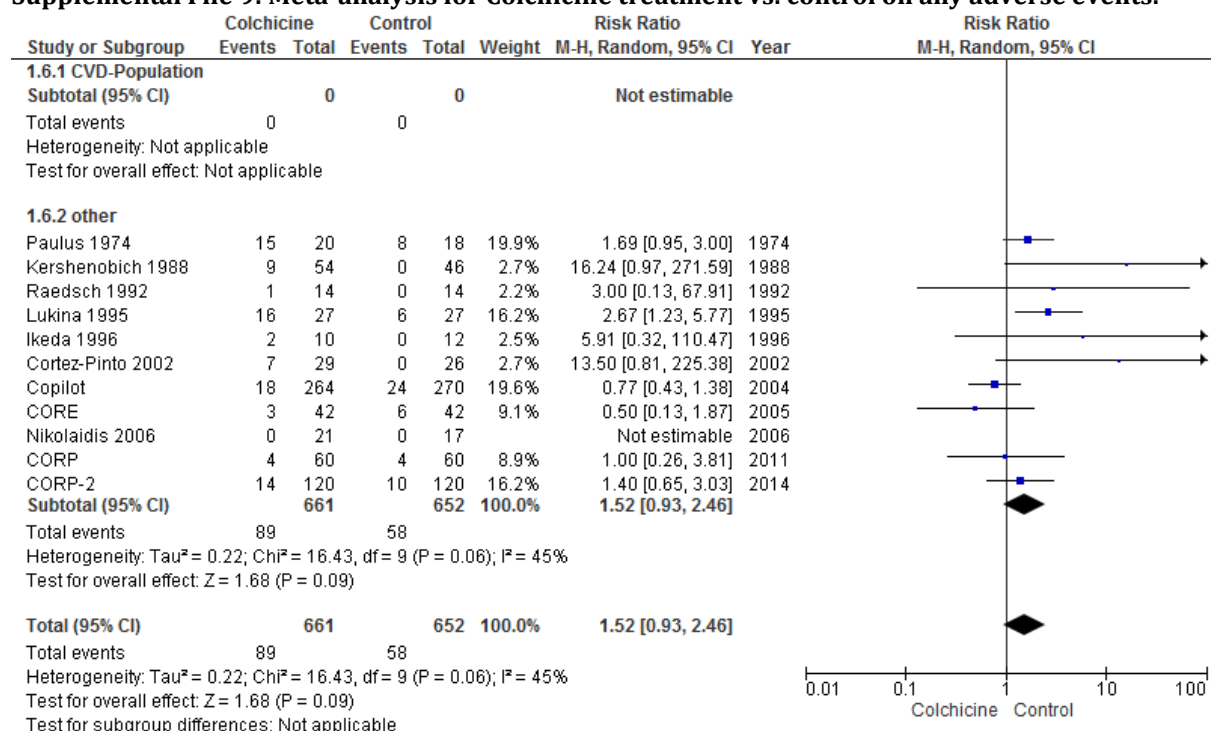 Supplemental File 9. Meta-analysis for Colchicine treatment vs. control on any adverse events.
Colchicine Control Risk Ratio Risk Ratio
Study or Subgroup Events Total Events Total Weight M-H, Random, 95% CI Year M-H, Random, 95% CI
1.6.1 CVD-Population
Subtotal (95% CI) 0 0 Not estimable
Total events 0 0
Heterogeneity: Not applicable
Test for overall effect: Not applicable
1.6.2 other
Paulus 1974 15 20 8 18 19.9% 1.69 [0.95, 3.00] 1974
Kershenobich 1988 9 54 0 46 2.7% 16.24 [0.97, 271.59] 1988
Raedsch 1992 1 14 0 14 2.2% 3.00 [0.13, 67.91] 1992
Lukina 1995 16 27 6 27 16.2% 2.67 [1.23, 5.77] 1995
Ikeda 1996 2 10 0 12 2.5% 5.91 [0.32, 110.47] 1996
Cortez-Pinto 2002 7 29 0 26 2.7% 13.50 [0.81, 225.38] 2002
Copilot 18 264 24 270 19.6% 0.77 [0.43, 1.38] 2004
CORE 3 42 6 42 9.1% 0.50 [0.13, 1.87] 2005
Nikolaidis 2006 0 21 0 17 Not estimable 2006
CORP 4 60 4 60 8.9% 1.00 [0.26, 3.81] 2011
CORP-2 14 120 10 120 16.2% 1.40 [0.65, 3.03] 2014
Subtotal (95% CI) 661 652 100.0% 1.52 [0.93, 2.46]
Total events 89 58
Heterogeneity: Tau² = 0.22; Chi² = 16.43, df = 9 (P = 0.06); I² = 45%
Test for overall effect: Z = 1.68 (P = 0.09)
Total (95% CI) 661 652 100.0% 1.52 [0.93, 2.46]
Total events 89 58
Heterogeneity: Tau² = 0.22; Chi² = 16.43, df = 9 (P = 0.06); I² = 45%
Test for overall effect: Z = 1.68 (P = 0.09)
Test for subgroup differences: Not applicable
0.01 0.1 1 10 100
Colchicine Control